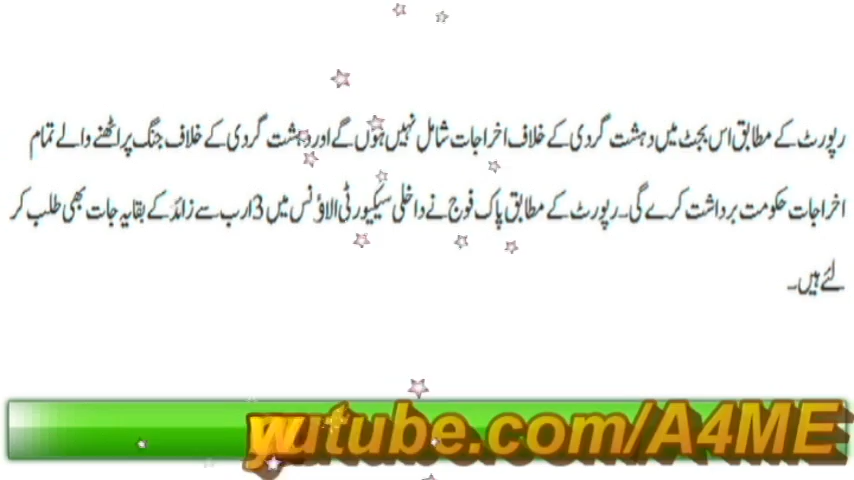 رپورٹ کے مطابق اس بجٹ میں دہشت گردی کے خلاف اخراجات شامل نہیں ہوں گے اور دہشت گردی کے خلاف جنگ پر اٹھنے والے تمام
اخراجات حکومت برداشت کرے گی۔ رپورٹ کے مطابق پاک فوج نے داخلی سیکیورٹی الاؤنس میں 3 ارب سے زائد کے بقایہ جات بھی طلب کر
لئے ہیں۔
yutube.com/A4ME